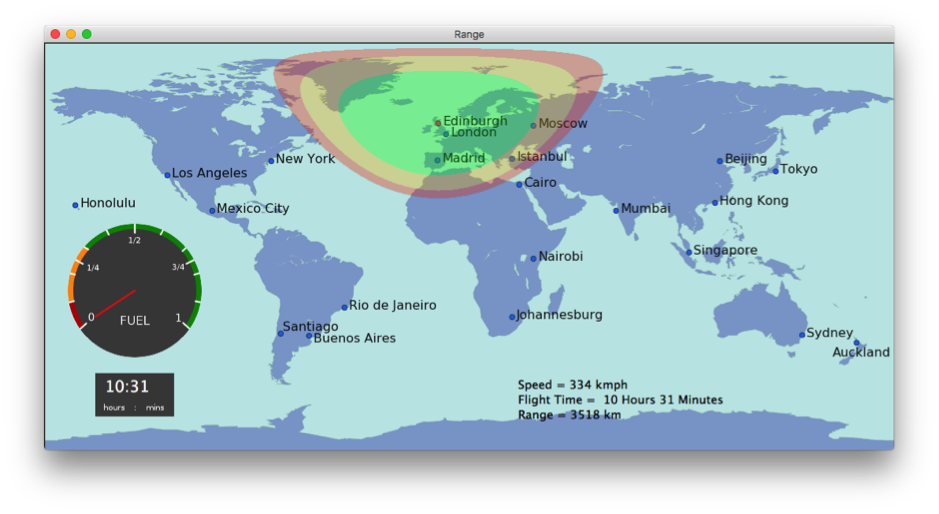 Range
Edinburgh
London
Moscow
New York
Madrid
Istanbul
Beijing
Los Angeles
Tokyo
Cairo
Honolulu
Mexico City
Mumbai
Hong Kong
Singapore
Nairobi
1/2
1/4
3/4
0
1
FUEL
Rio de Janeiro
Johannesburg
Santiago
Buenos Aires
Sydney
Auckland
10:31
hours : mins
Speed = 334 kmph
Flight Time = 10 Hours 31 Minutes
Range = 3518 km